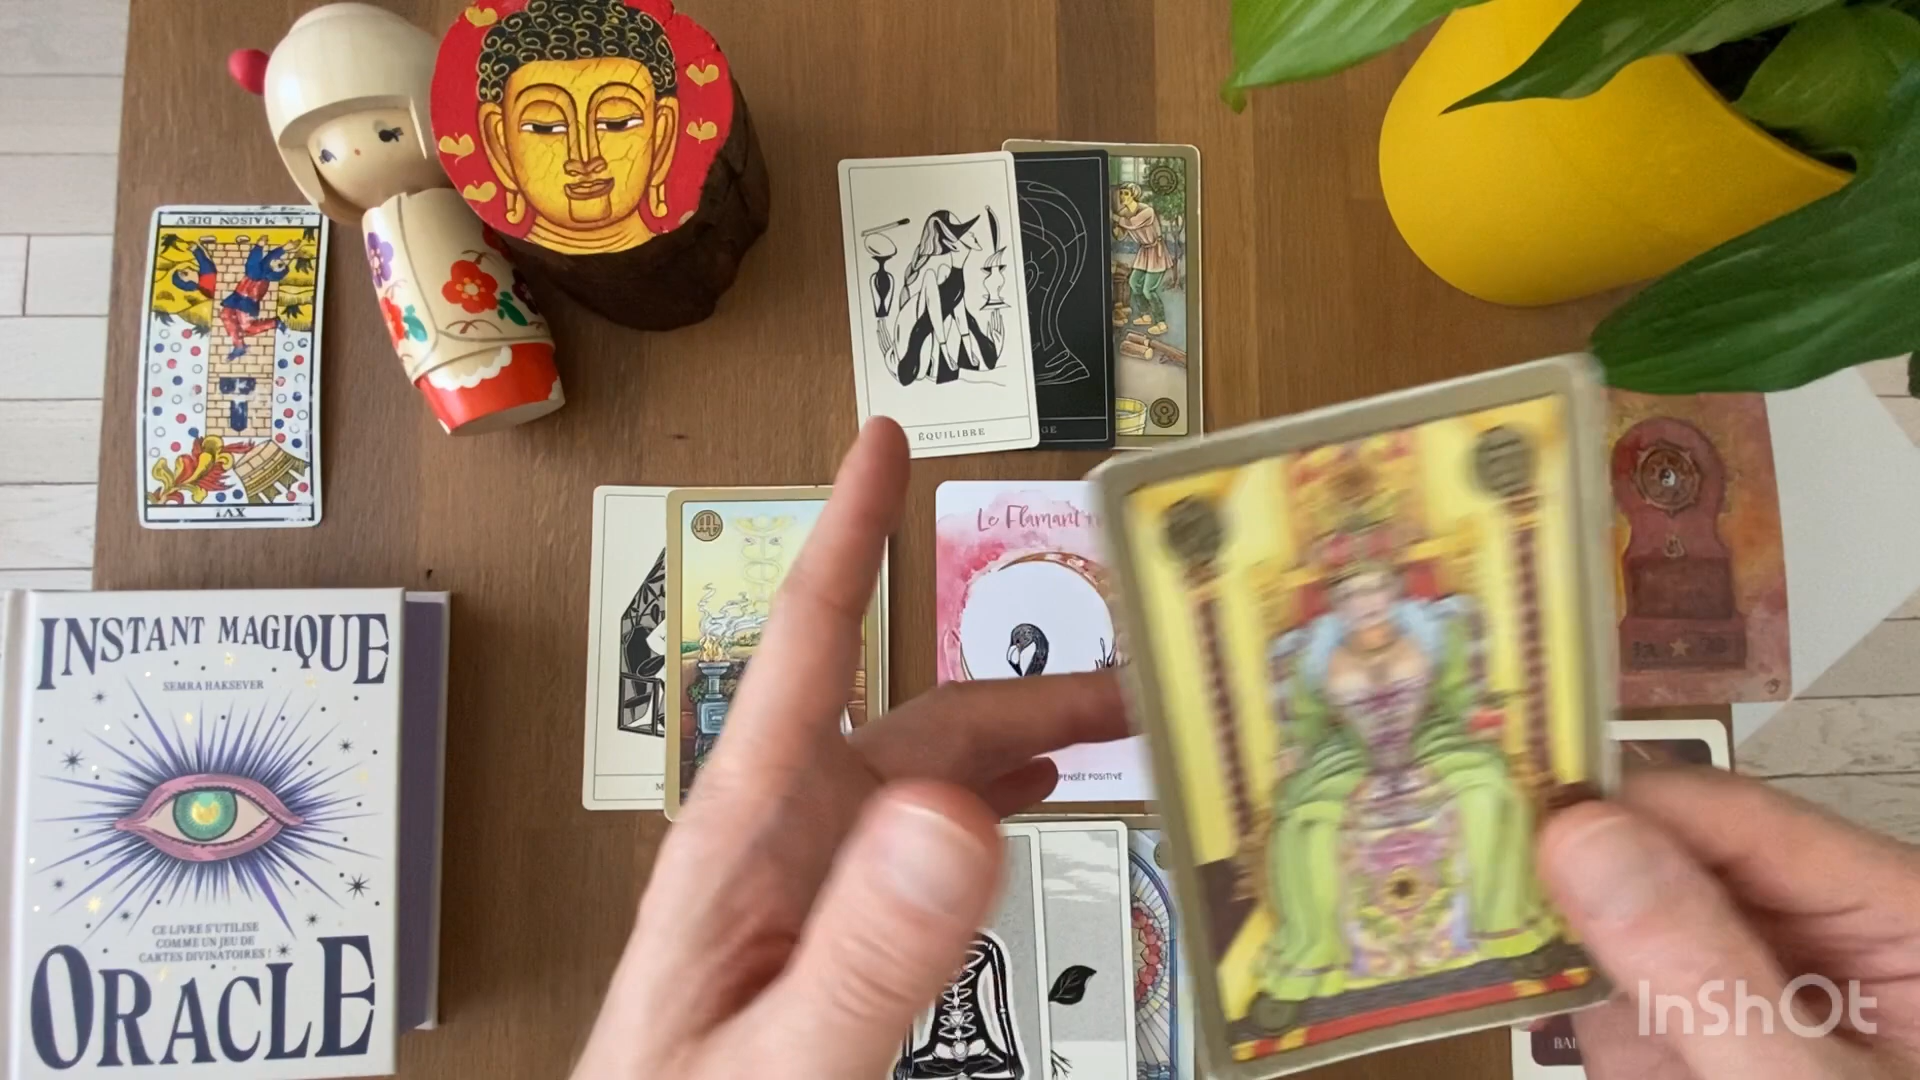 LA MAISON DIEV
XVI
INSTANT MAGIQUE
SEMRA HAKSEVER
CE LIVRE S'UTILISE
COMME UN JEU DE
CARTES DIVINATOIRES !
ORACLE
ÉQUILIBRE
Le Flamant
PENSÉE POSITIVE
InShOt